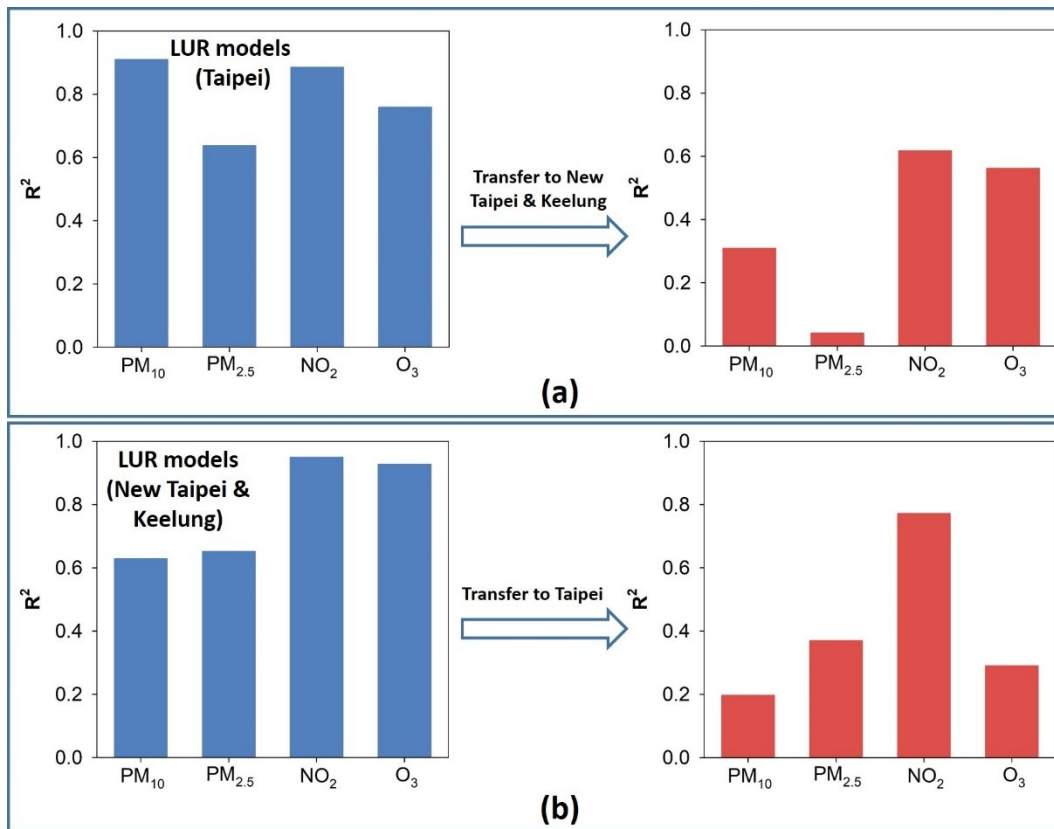 1.0
0.8
0.6
0.4
0.2
0.0
R²
LUR models
(Taipei)
PM₁₀ PM₂.₅ NO₂ O₃
Transfer to New
Taipei & Keelung
1.0
0.8
0.6
0.4
0.2
0.0
R²
PM₁₀ PM₂.₅ NO₂ O₃
(a)
1.0
0.8
0.6
0.4
0.2
0.0
R²
LUR models
(New Taipei &
Keelung)
PM₁₀ PM₂.₅ NO₂ O₃
Transfer to Taipei
1.0
0.8
0.6
0.4
0.2
0.0
R²
PM₁₀ PM₂.₅ NO₂ O₃
(b)